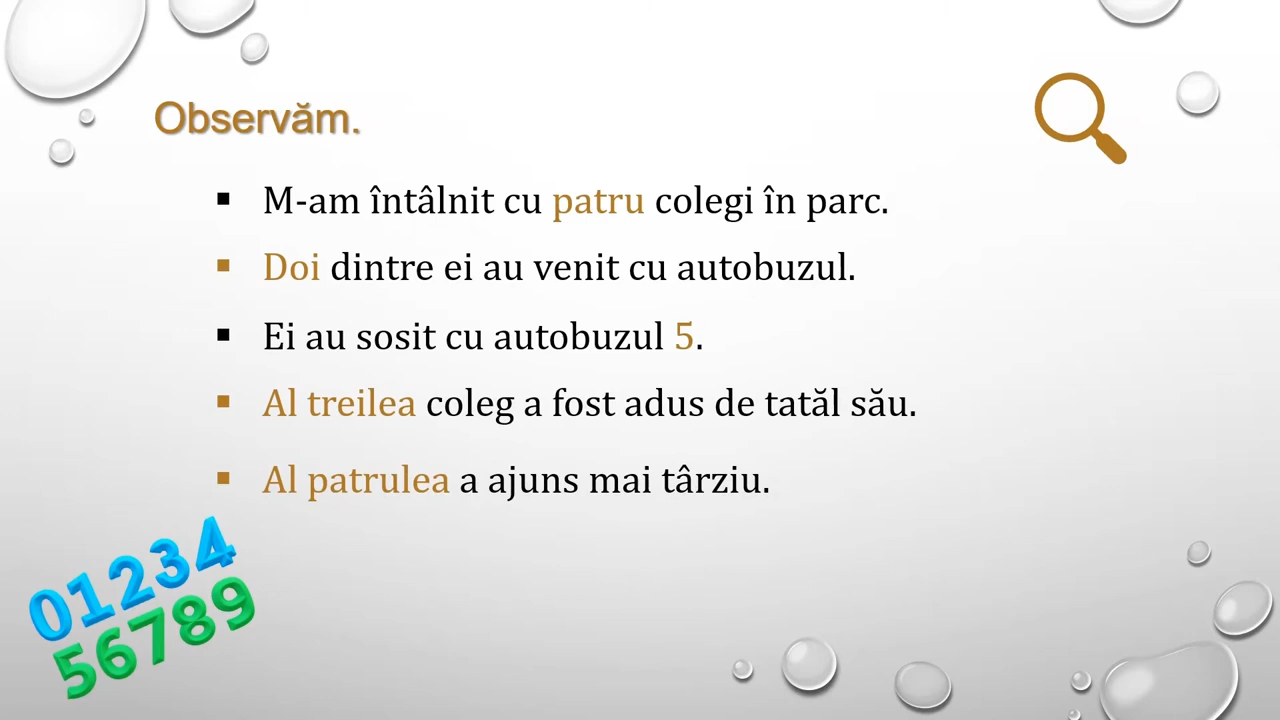 Observăm.
M-am întâlnit cu patru colegi în parc.
Doi dintre ei au venit cu autobuzul.
Ei au sosit cu autobuzul 5.
Al treilea coleg a fost adus de tatăl său.
Al patrulea a ajuns mai târziu.
01234
56789